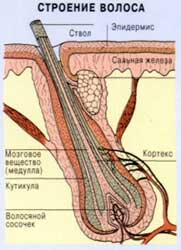 СТРОЕНИЕ ВОЛОСА
Ствол
Эпидермис
Сальная железа
Мозговое
вещество
(медулла)
Кортекс
Кутикула
Волосяной
сосочек